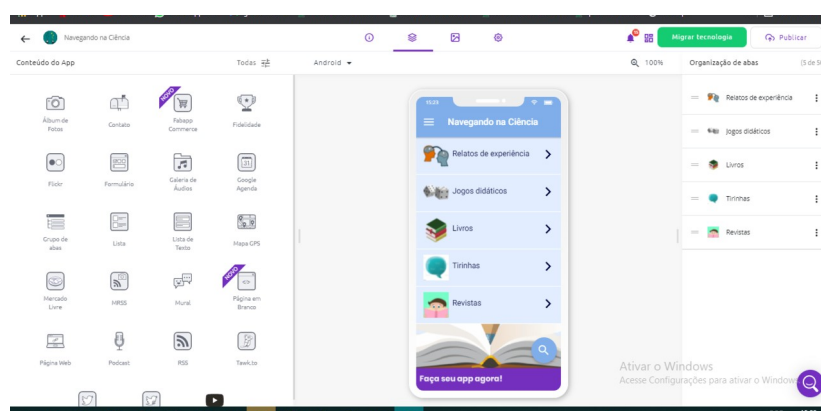 Navegando na Ciência
Migrar tecnologia
Publicar
Conteúdo do App
Todas
Android
100%
Organização de abas
NOVO
Álbum de Fotos
Contato
Fabapp Commerce
Fidelidade
Flickr
Formulário
Galeria de Áudios
Google Agenda
Grupo de abas
Lista
Lista de Texto
Mapa GPS
NOVO
Mercado Livre
MRSS
Mural
Página em Branco
Página Web
Podcast
RSS
Tawk.to
15:23
Navegando na Ciência
Relatos de experiência
Jogos didáticos
Livros
Tirinhas
Revistas
Faça seu app agora!
Relatos de experiência
Jogos didáticos
Livros
Tirinhas
Revistas
Ativar o Windows
Acesse Configurações para ativar o Windows